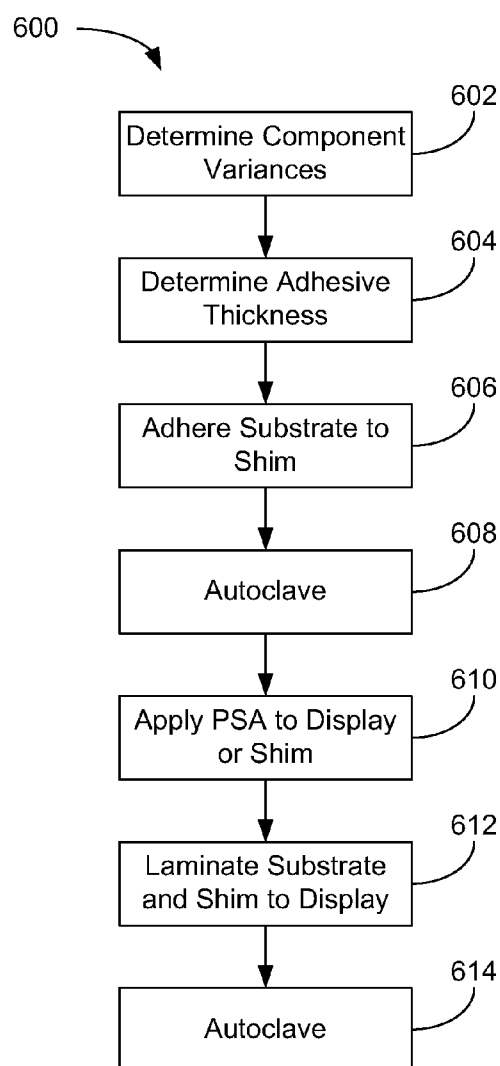 600
602
Determine Component
Variances
604
Determine Adhesive
Thickness
606
Adhere Substrate to
Shim
608
Autoclave
610
Apply PSA to Display
or Shim
612
Laminate Substrate
and Shim to Display
614
Autoclave